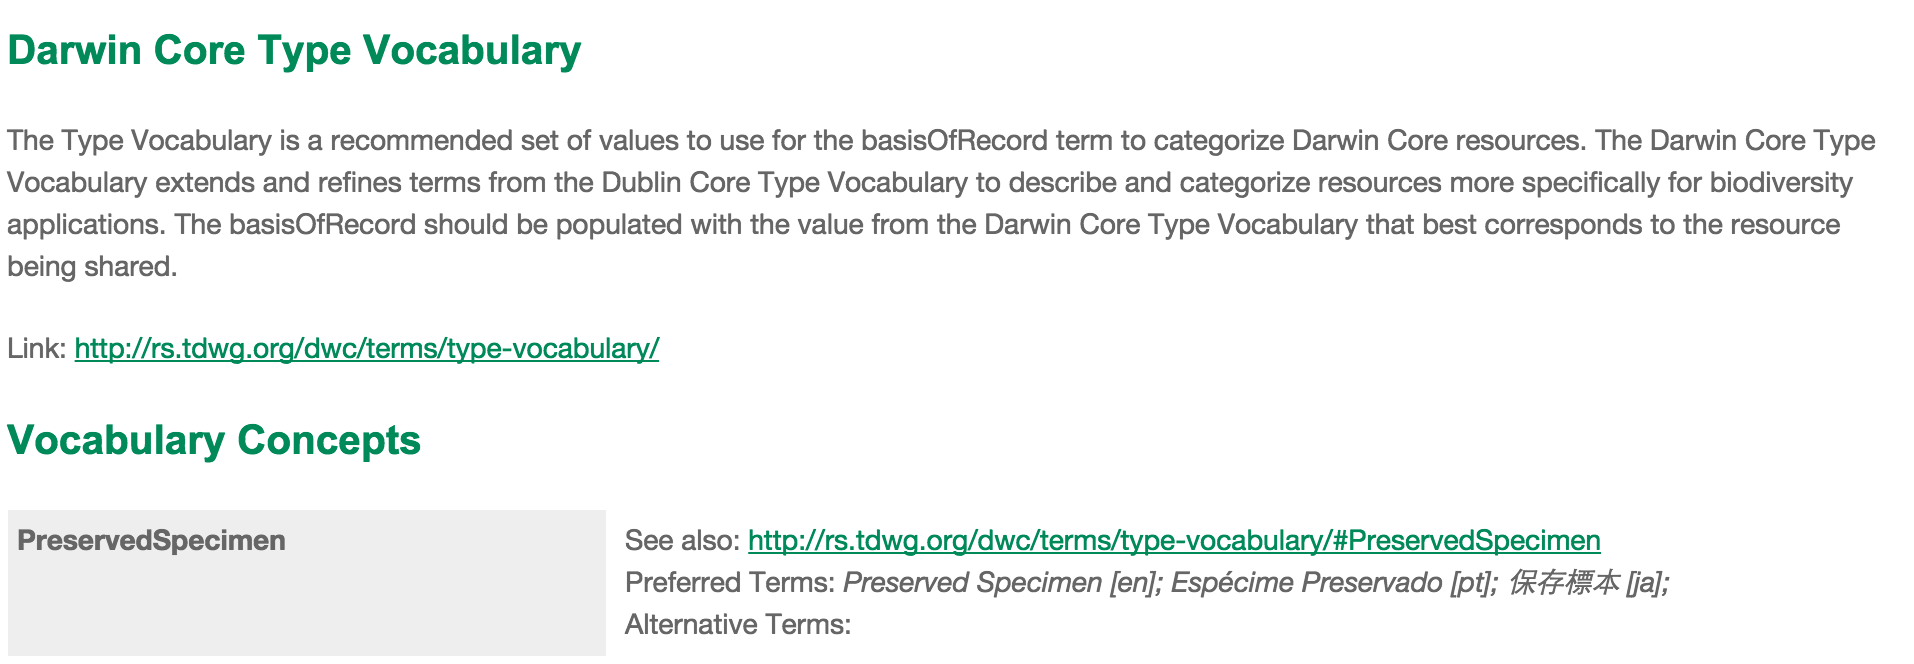 Darwin Core Type Vocabulary
The Type Vocabulary is a recommended set of values to use for the basisOfRecord term to categorize Darwin Core resources. The Darwin Core Type
Vocabulary extends and refines terms from the Dublin Core Type Vocabulary to describe and categorize resources more specifically for biodiversity
applications. The basisOfRecord should be populated with the value from the Darwin Core Type Vocabulary that best corresponds to the resource
being shared.
Link: http://rs.tdwg.org/dwc/terms/type-vocabulary/
Vocabulary Concepts
PreservedSpecimen
See also: http://rs.tdwg.org/dwc/terms/type-vocabulary/#PreservedSpecimen
Preferred Terms: Preserved Specimen [en]; Espécime Preservado [pt]; 保存標本 [ja];
Alternative Terms: